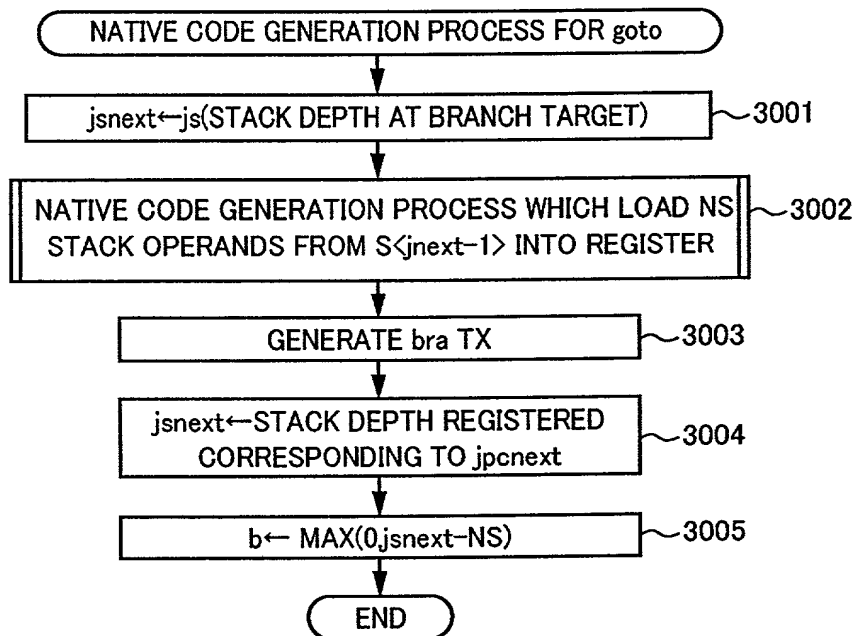 NATIVE CODE GENERATION PROCESS FOR goto
jsnext←js(STACK DEPTH AT BRANCH TARGET)
3001
NATIVE CODE GENERATION PROCESS WHICH LOAD NS
STACK OPERANDS FROM S<jnext-1> INTO REGISTER
3002
GENERATE bra TX
3003
jsnext←STACK DEPTH REGISTERED
CORRESPONDING TO jpcnext
3004
b← MAX(0,jsnext-NS)
3005
END